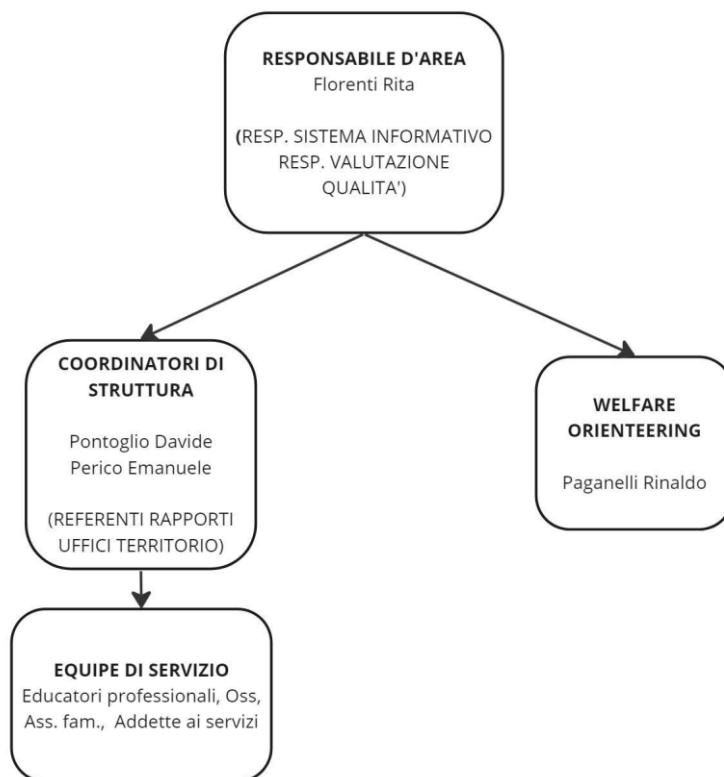 RESPONSABILE D'AREA
Florenti Rita
(RESP. SISTEMA INFORMATIVO
RESP. VALUTAZIONE
QUALITA')
COORDINATORI DI
STRUTTURA
Pontoglio Davide
Perico Emanuele
(REFERENTI RAPPORTI
UFFICI TERRITORIO)
WELFARE
ORIENTEERING
Paganelli Rinaldo
EQUIPE DI SERVIZIO
Educatori professionali, Oss,
Ass. fam., Addette ai servizi